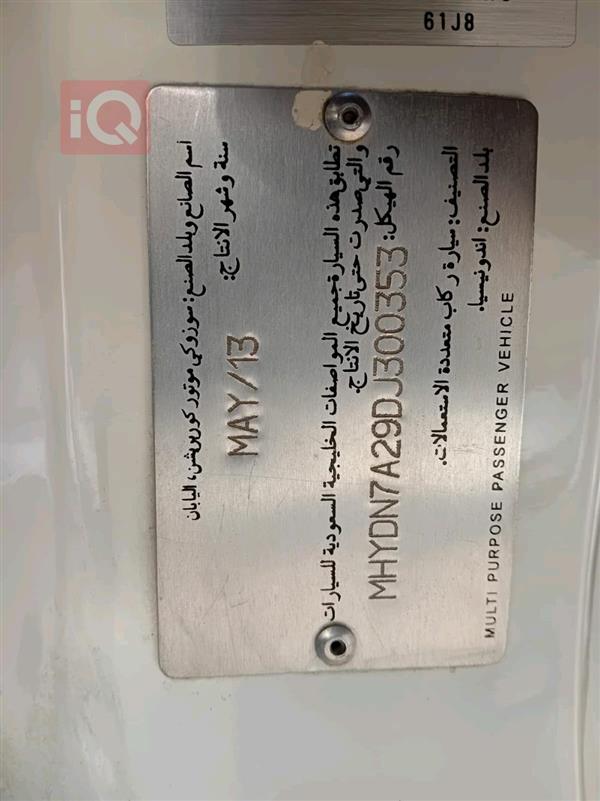 61J8
iQ
اسم الصانع وبلد الصنع: سوزوكي موتور كوربريشن، اليابان
سنة وشهر الانتاج:
MAY/13
تطابق هذه السيارة جميع المواصفات الخليجية السعودية للسيارات
والتي صدرت حتى تاريخ الانتاج.
رقم الهيكل: MHYDN7A29DJ300353
التصنيف: سيارة ركاب متعددة الاستعمالات.
بلد الصنع: اندونيسيا.
MULTI PURPOSE PASSENGER VEHICLE